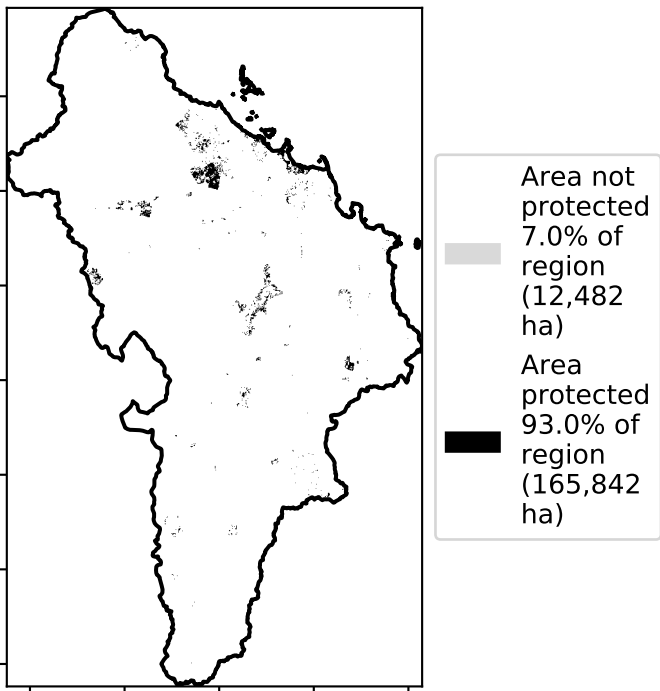 Area not
protected
7.0% of
region
(12,482
ha)
Area
protected
93.0% of
region
(165,842
ha)